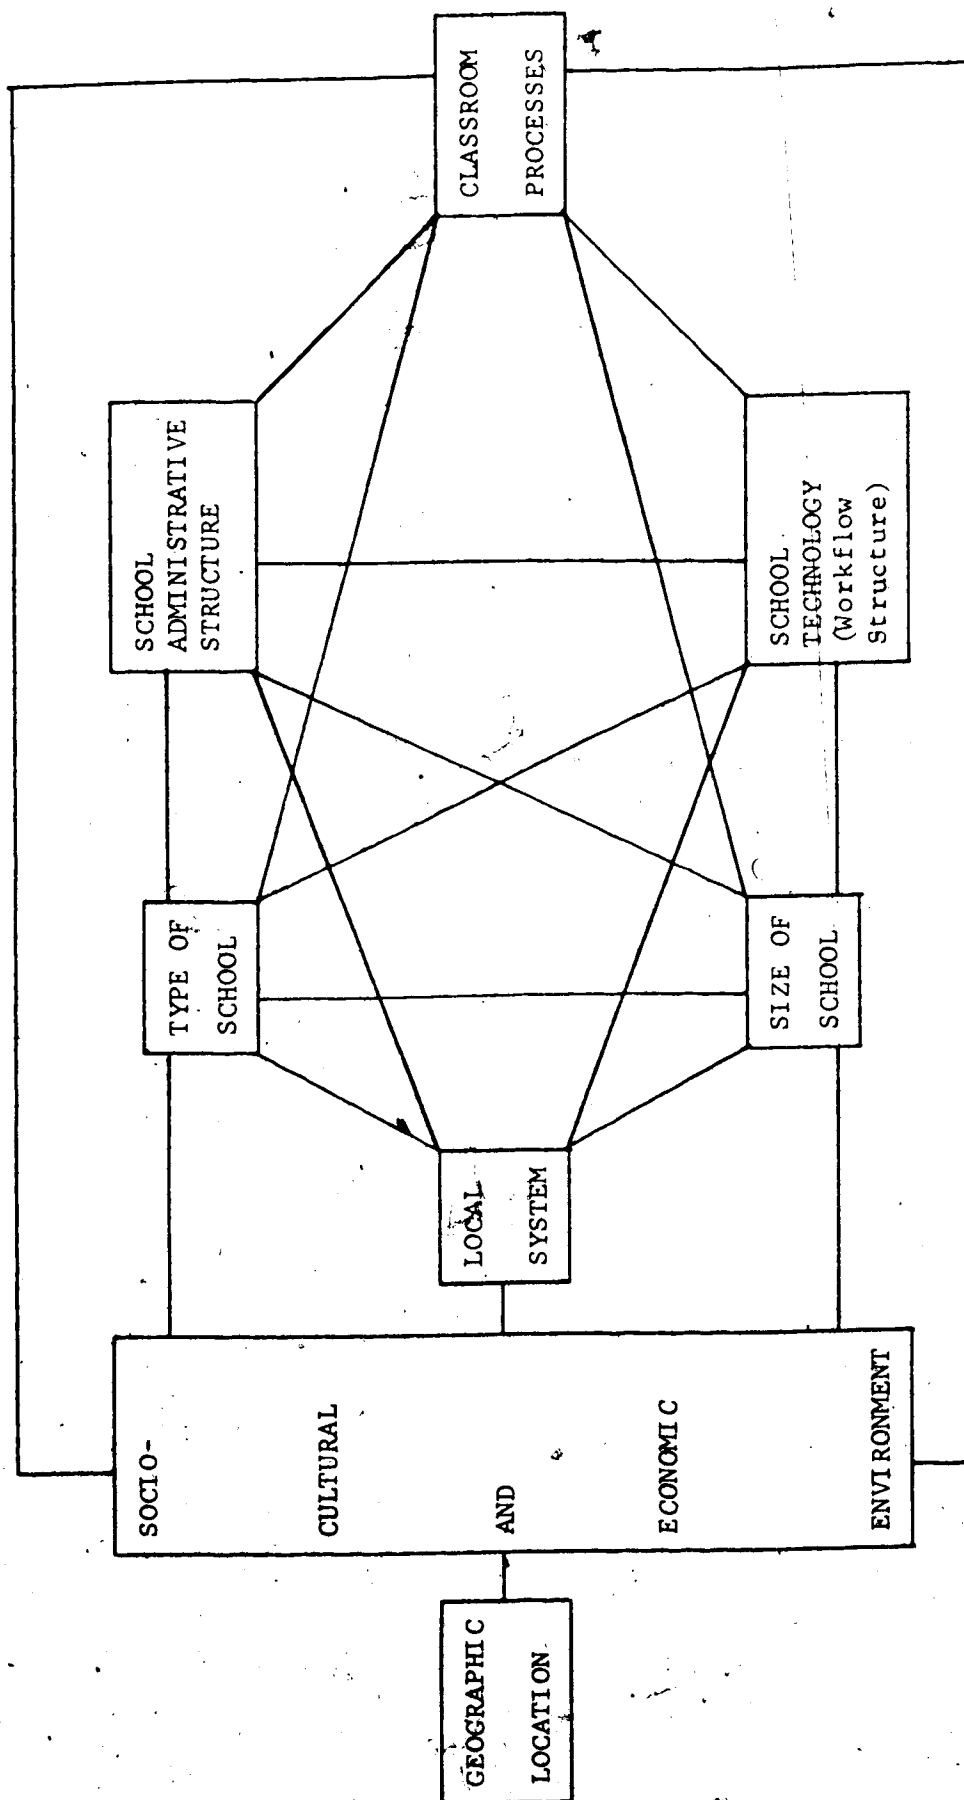 GEOGRAPHIC
LOCATION
SOCIO-
CULTURAL
AND
ECONOMIC
ENVIRONMENT
LOCAL
SYSTEM
TYPE OF
SCHOOL
SIZE OF
SCHOOL
SCHOOL
ADMINISTRATIVE
STRUCTURE
SCHOOL
TECHNOLOGY
(Workflow
Structure)
CLASSROOM
PROCESSES